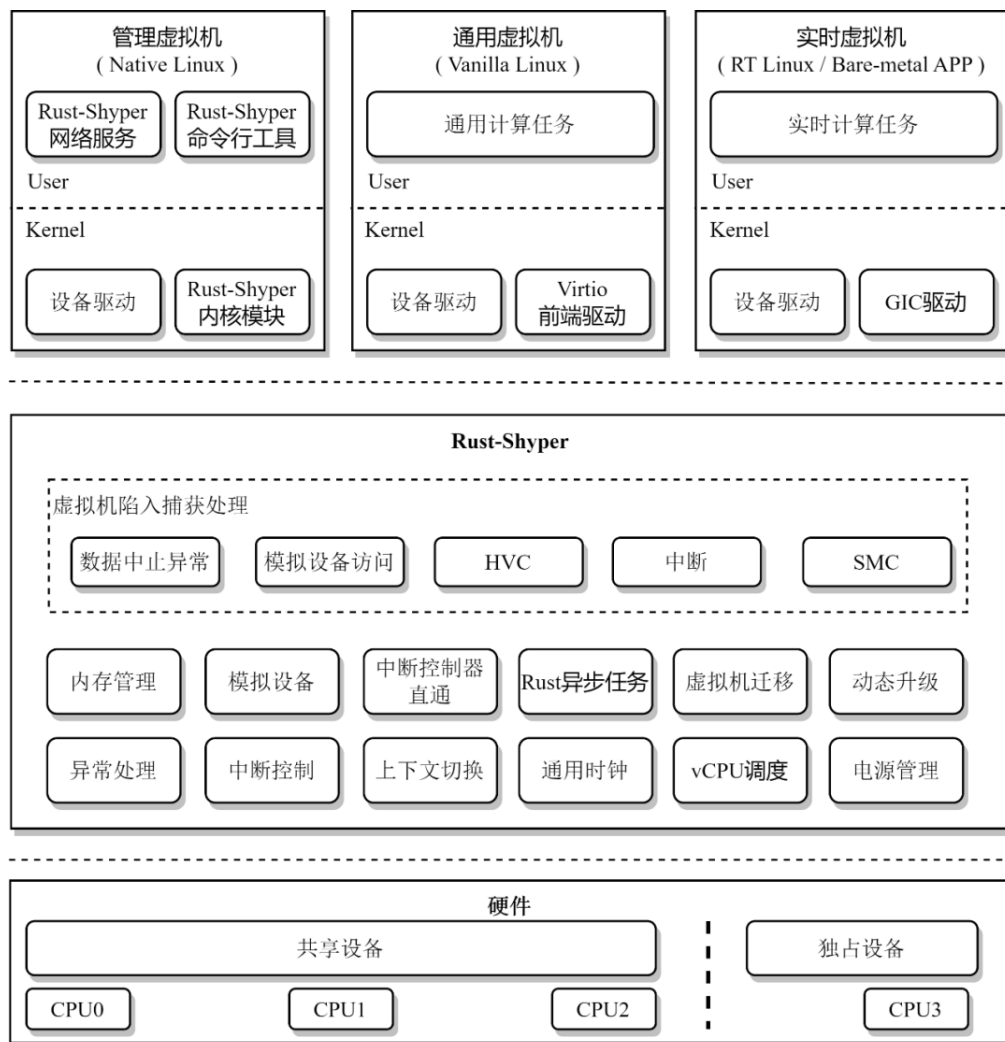 管理虚拟机
( Native Linux )
Rust-Shyper
网络服务
Rust-Shyper
命令行工具
User
Kernel
设备驱动
Rust-Shyper
内核模块
通用虚拟机
( Vanilla Linux )
通用计算任务
User
Kernel
设备驱动
Virtio
前端驱动
实时虚拟机
( RT Linux / Bare-metal APP )
实时计算任务
User
Kernel
设备驱动
GIC驱动
Rust-Shyper
虚拟机陷入捕获处理
数据中止异常
模拟设备访问
HVC
中断
SMC
内存管理
模拟设备
中断控制器
直通
Rust异步任务
虚拟机迁移
动态升级
异常处理
中断控制
上下文切换
通用时钟
vCPU调度
电源管理
硬件
共享设备
独占设备
CPU0
CPU1
CPU2
CPU3